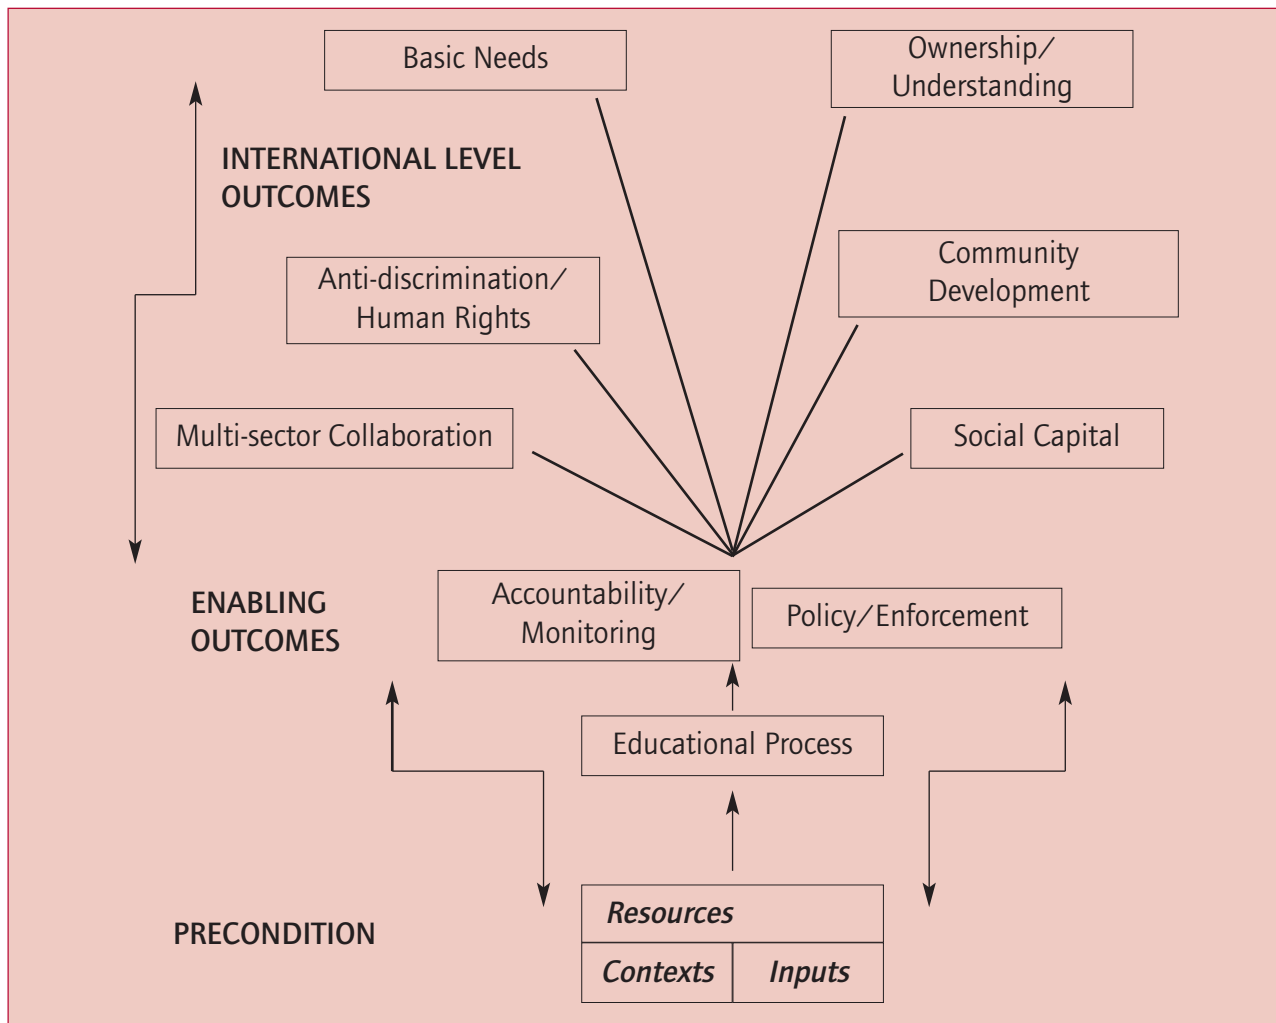 Basic Needs
Ownership/
Understanding
INTERNATIONAL LEVEL
OUTCOMES
Anti-discrimination/
Human Rights
Community
Development
Multi-sector Collaboration
Social Capital
ENABLING
OUTCOMES
Accountability/
Monitoring
Policy/Enforcement
Educational Process
PRECONDITION
Resources
Contexts
Inputs